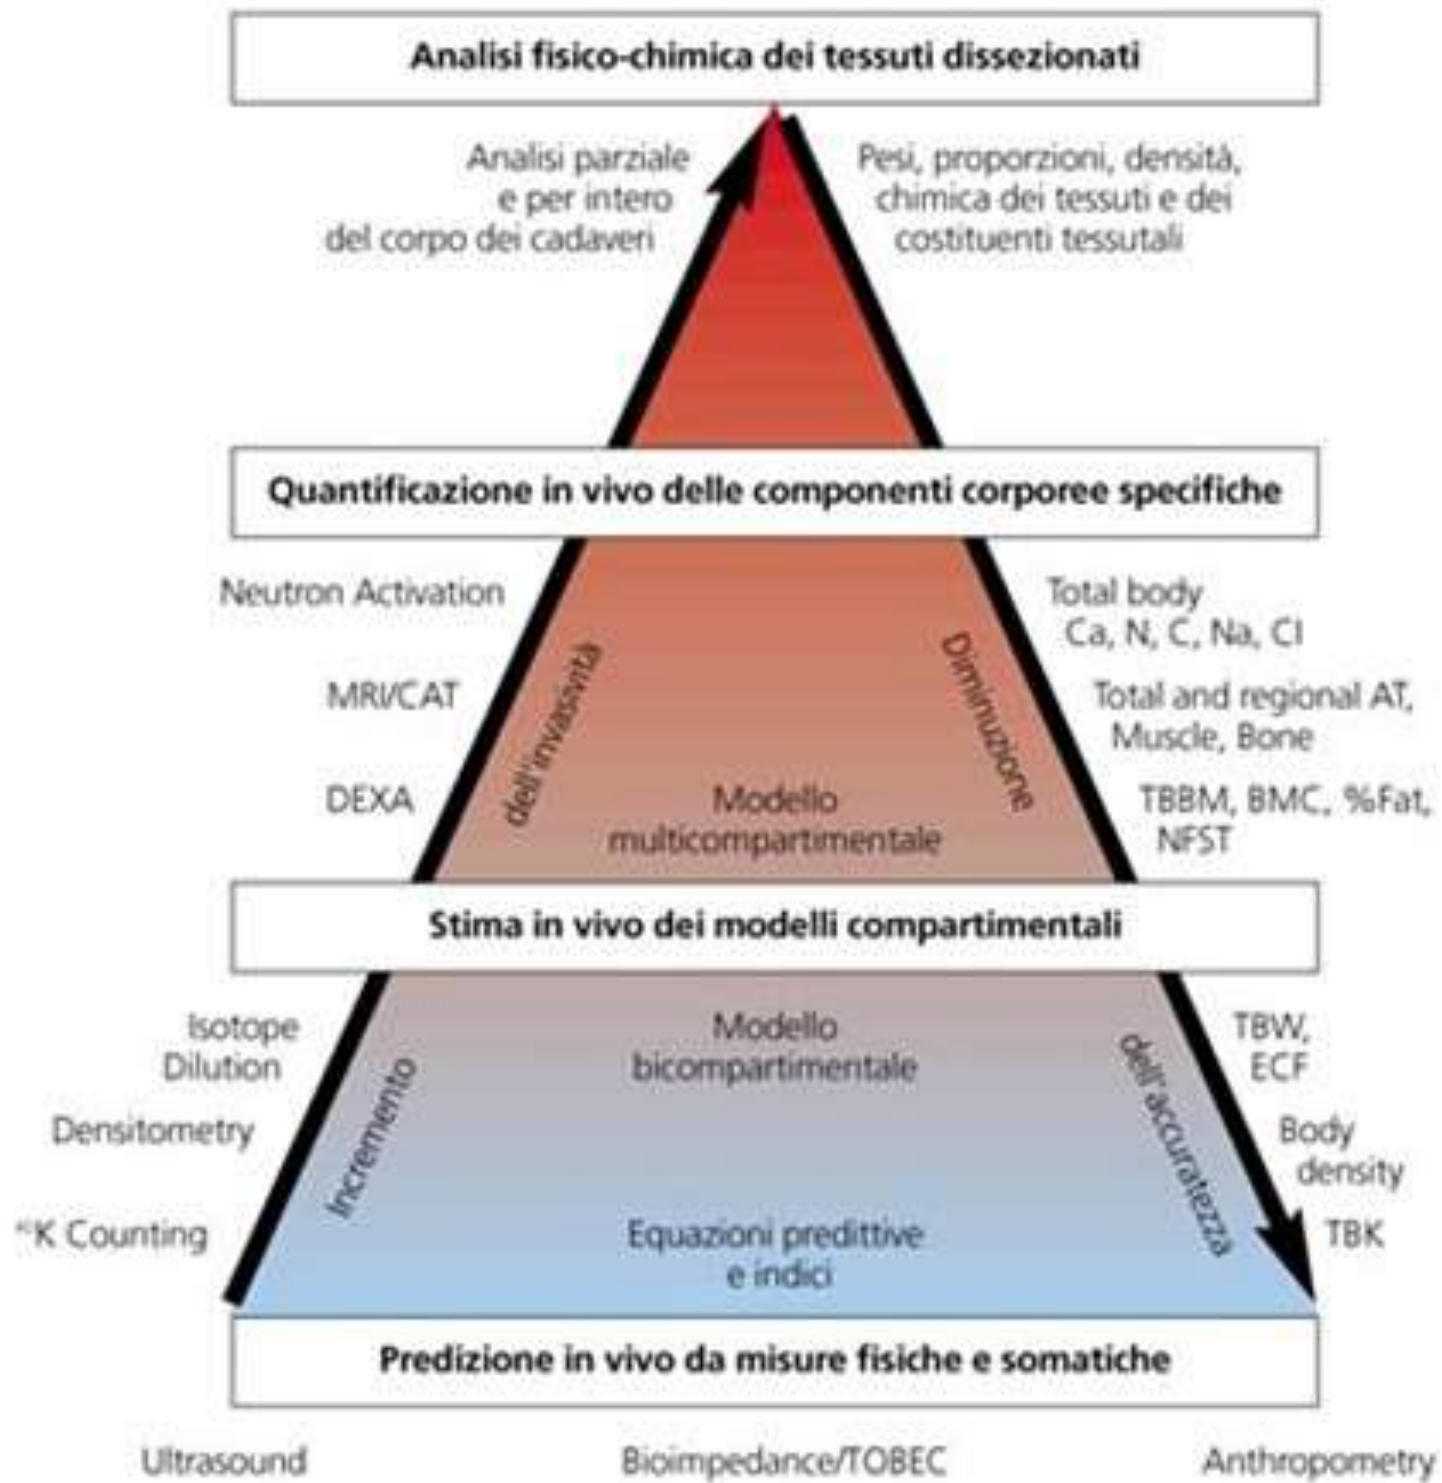 Analisi fisico-chimica dei tessuti dissezionati
Analisi parziale
e per intero
del corpo dei cadaveri
Pesi, proporzioni, densità,
chimica dei tessuti e dei
costituenti tessutali
Quantificazione in vivo delle componenti corporee specifiche
Neutron Activation
Total body
Ca, N, C, Na, Cl
MRI/CAT
Total and regional AT,
Muscle, Bone
DEXA
TBBM, BMC, %Fat,
NFST
dell'invasività
Diminuzione
Modello
multicompartimentale
Stima in vivo dei modelli compartimentali
Isotope
Dilution
Modello
bicompartimentale
TBW,
ECF
Densitometry
Body
density
Incremento
dell'accuratezza
⁴⁰K Counting
Equazioni predittive
e indici
TBK
Predizione in vivo da misure fisiche e somatiche
Ultrasound
Bioimpedance/TOBEC
Anthropometry